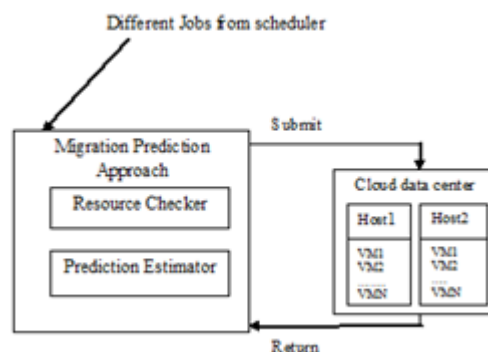 Different Jobs from scheduler
Submit
Migration Prediction
Approach
Resource Checker
Prediction Estimator
Cloud data center
Host1
VM1
VM2
.......
VMN
Host2
VM1
VM2
....
VMN
Return